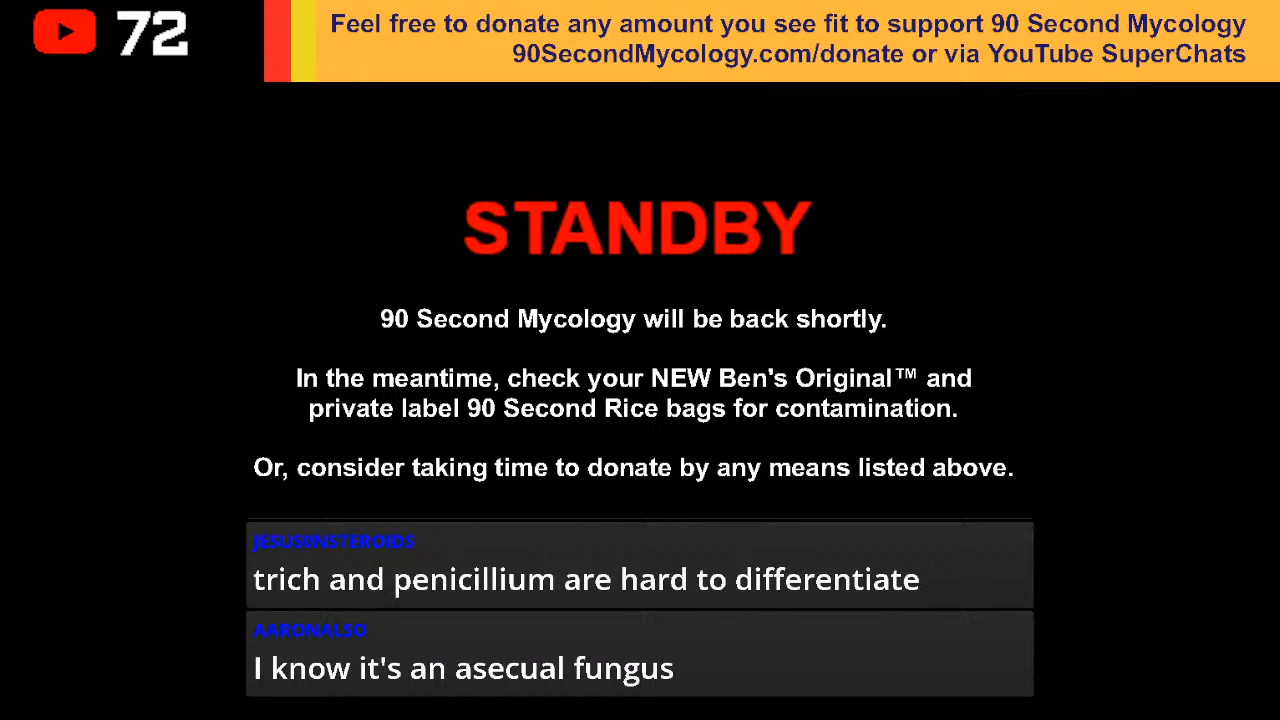 72
Feel free to donate any amount you see fit to support 90 Second Mycology
90SecondMycology.com/donate or via YouTube SuperChats
STANDBY
90 Second Mycology will be back shortly.
In the meantime, check your NEW Ben's Original™ and
private label 90 Second Rice bags for contamination.
Or, consider taking time to donate by any means listed above.
JESUS0NSTEROIDS
trich and penicillium are hard to differentiate
AARONALSO
I know it's an asecual fungus